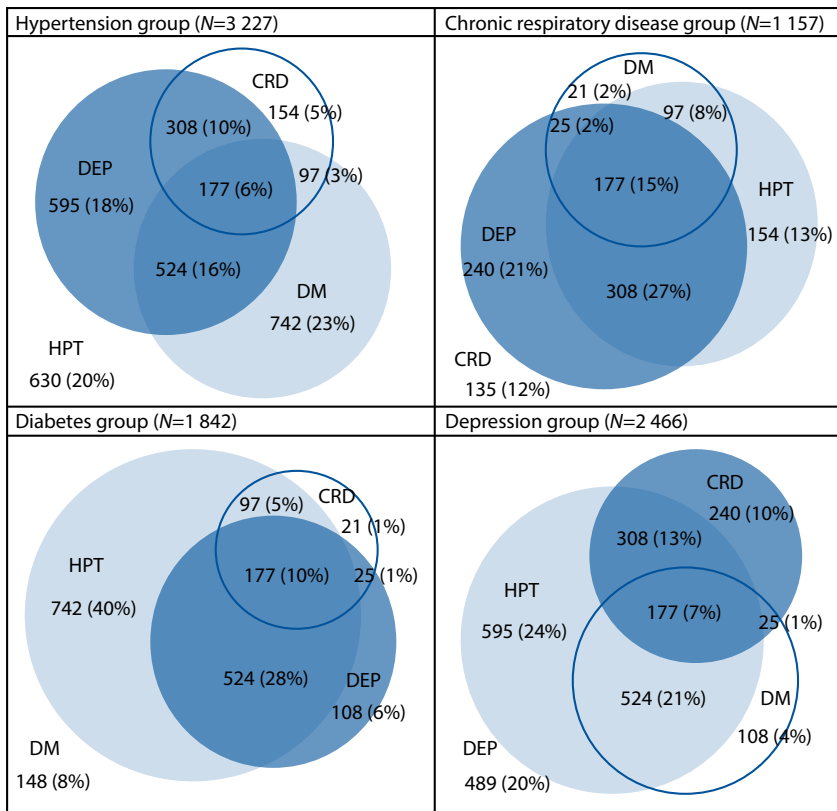 Hypertension group (N=3 227)
CRD
154 (5%)
308 (10%)
DEP
595 (18%)
177 (6%)
97 (3%)
524 (16%)
DM
742 (23%)
HPT
630 (20%)
Chronic respiratory disease group (N=1 157)
DM
21 (2%)
97 (8%)
25 (2%)
177 (15%)
HPT
154 (13%)
DEP
240 (21%)
308 (27%)
CRD
135 (12%)
Diabetes group (N=1 842)
97 (5%)
CRD
21 (1%)
HPT
742 (40%)
177 (10%)
25 (1%)
524 (28%)
DEP
108 (6%)
DM
148 (8%)
Depression group (N=2 466)
CRD
240 (10%)
308 (13%)
HPT
595 (24%)
177 (7%)
25 (1%)
524 (21%)
DM
108 (4%)
DEP
489 (20%)